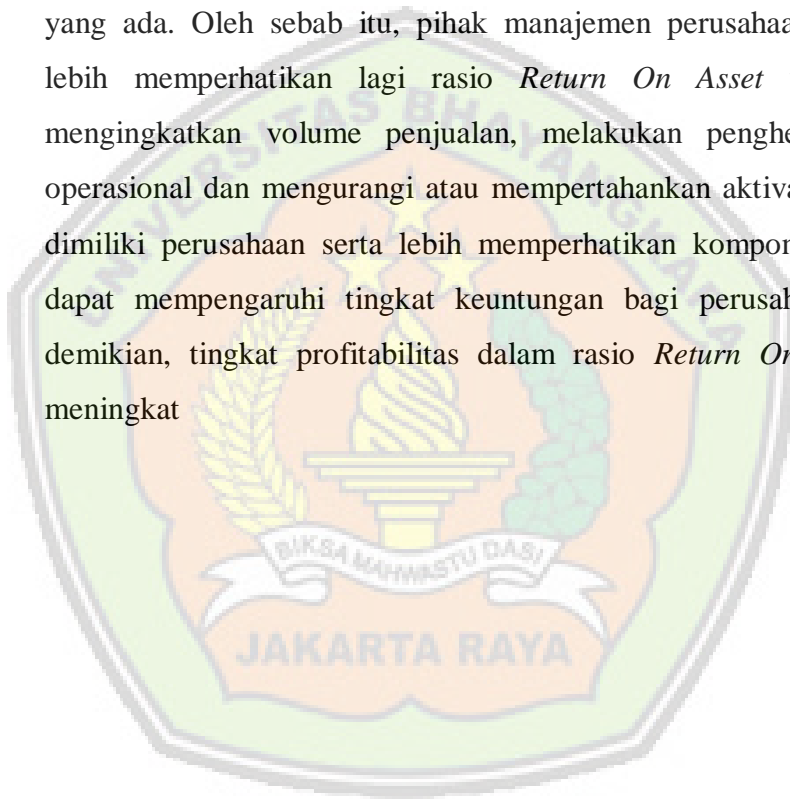 yang ada. Oleh sebab itu, pihak manajemen perusahaa
lebih memperhatikan lagi rasio Return On Asset
mengingkatkan volume penjualan, melakukan penghe
operasional dan mengurangi atau mempertahankan aktiva
dimiliki perusahaan serta lebih memperhatikan kompon
dapat mempengaruhi tingkat keuntungan bagi perusah
demikian, tingkat profitabilitas dalam rasio Return On
meningkat
UNIVERSITAS BHAYANGKARA
BIKSA MAHWASTU DASI
JAKARTA RAYA